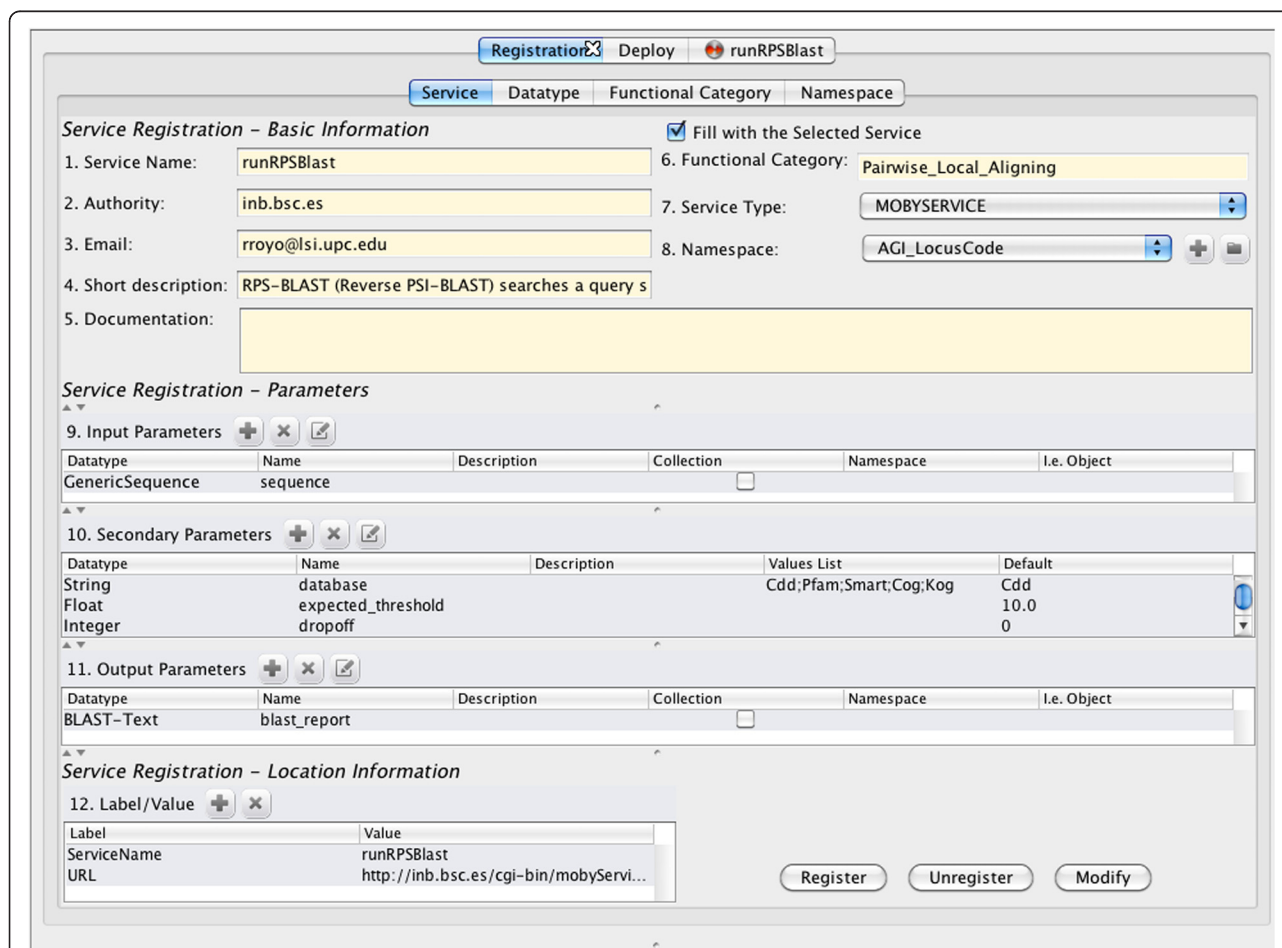 Registration Deploy runRPSBlast
Service Datatype Functional Category Namespace
Service Registration – Basic Information
Fill with the Selected Service
1. Service Name: runRPSBlast
6. Functional Category: Pairwise_Local_Aligning
2. Authority: inb.bsc.es
7. Service Type: MOBYSERVICE
3. Email: rroyo@lsi.upc.edu
8. Namespace: AGI_LocusCode
4. Short description: RPS-BLAST (Reverse PSI-BLAST) searches a query s
5. Documentation:
Service Registration – Parameters
9. Input Parameters
Datatype Name Description Collection Namespace I.e. Object
GenericSequence sequence
10. Secondary Parameters
Datatype Name Description Values List Default
String database Cdd;Pfam;Smart;Cog;Kog Cdd
Float expected_threshold 10.0
Integer dropoff 0
11. Output Parameters
Datatype Name Description Collection Namespace I.e. Object
BLAST-Text blast_report
Service Registration – Location Information
12. Label/Value
Label Value
ServiceName runRPSBlast
URL http://inb.bsc.es/cgi-bin/mobyServi...
Register Unregister Modify